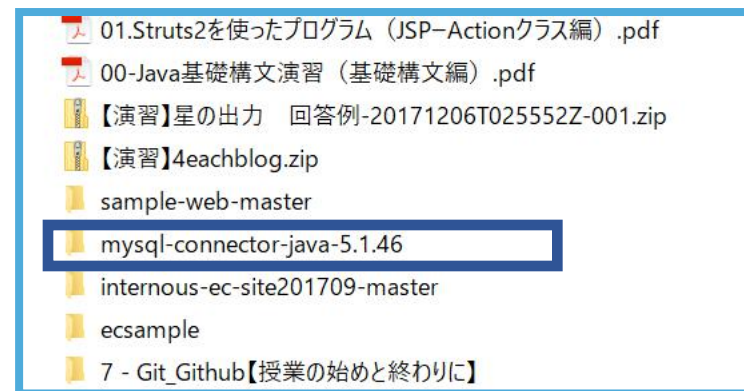 01.Struts2を使ったプログラム（JSP−Actionクラス編）.pdf
00-Java基礎構文演習（基礎構文編）.pdf
【演習】星の出力　回答例-20171206T025552Z-001.zip
【演習】4eachblog.zip
sample-web-master
mysql-connector-java-5.1.46
internous-ec-site201709-master
ecsample
7 - Git_Github【授業の始めと終わりに】